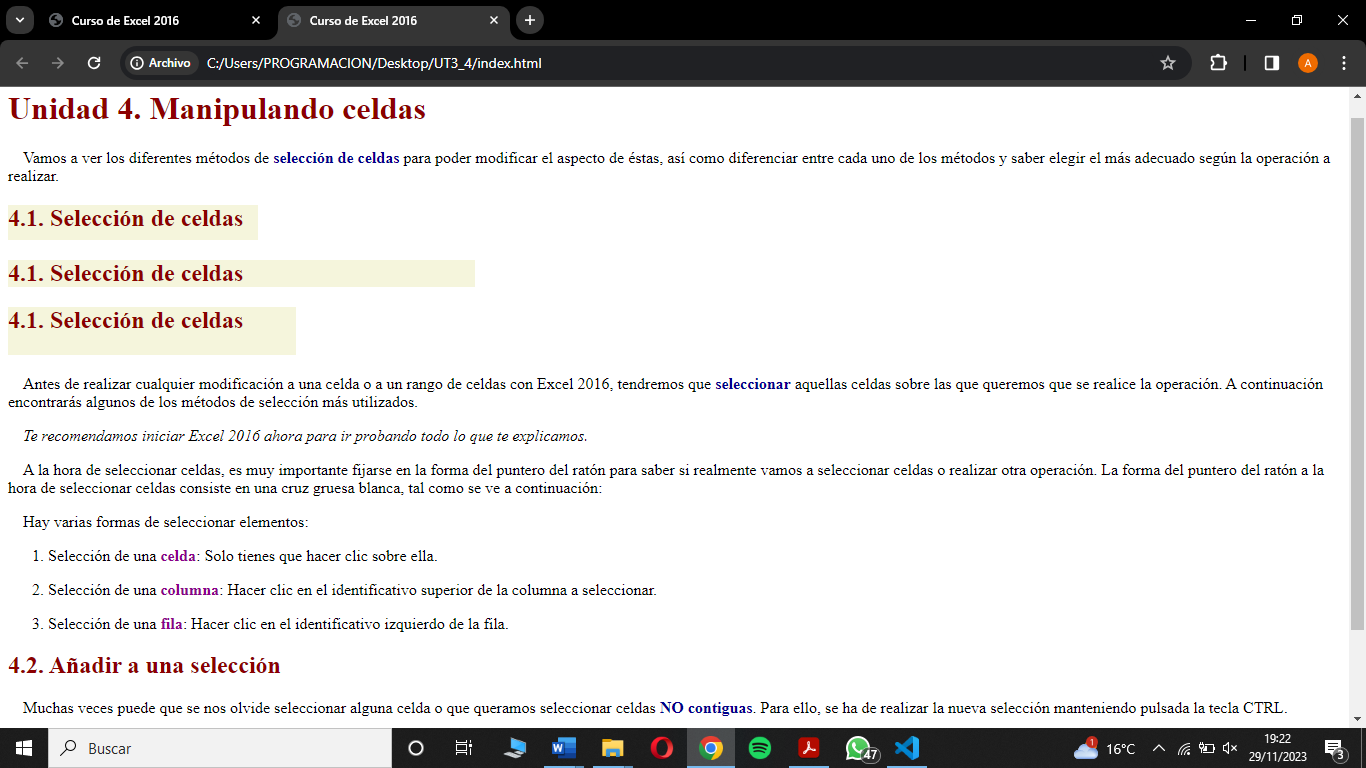 Curso de Excel 2016
Curso de Excel 2016
Archivo
C:/Users/PROGRAMACION/Desktop/UT3_4/index.html
A
Unidad 4. Manipulando celdas
Vamos a ver los diferentes métodos de selección de celdas para poder modificar el aspecto de éstas, así como diferenciar entre cada uno de los métodos y saber elegir el más adecuado según la operación a
realizar.
4.1. Selección de celdas
4.1. Selección de celdas
4.1. Selección de celdas
Antes de realizar cualquier modificación a una celda o a un rango de celdas con Excel 2016, tendremos que seleccionar aquellas celdas sobre las que queremos que se realice la operación. A continuación
encontrarás algunos de los métodos de selección más utilizados.
Te recomendamos iniciar Excel 2016 ahora para ir probando todo lo que te explicamos.
A la hora de seleccionar celdas, es muy importante fijarse en la forma del puntero del ratón para saber si realmente vamos a seleccionar celdas o realizar otra operación. La forma del puntero del ratón a la
hora de seleccionar celdas consiste en una cruz gruesa blanca, tal como se ve a continuación:
Hay varias formas de seleccionar elementos:
1. Selección de una celda: Solo tienes que hacer clic sobre ella.
2. Selección de una columna: Hacer clic en el identificativo superior de la columna a seleccionar.
3. Selección de una fila: Hacer clic en el identificativo izquierdo de la fila.
4.2. Añadir a una selección
Muchas veces puede que se nos olvide seleccionar alguna celda o que queramos seleccionar celdas NO contiguas. Para ello, se ha de realizar la nueva selección manteniendo pulsada la tecla CTRL.
Buscar
W
47
1
16°C
19:22
29/11/2023
3